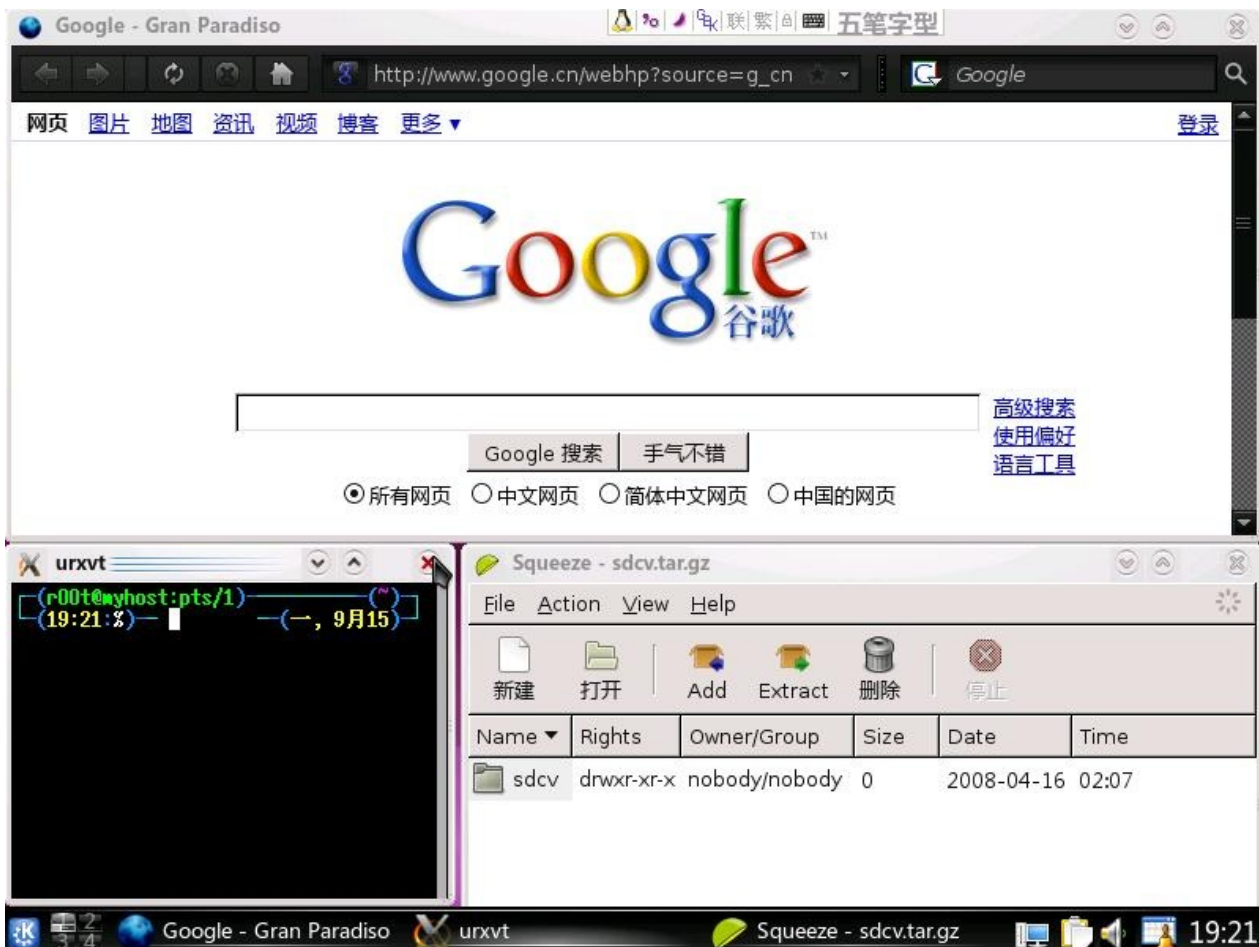 Google - Gran Paradiso
联 繁 五笔字型
http://www.google.cn/webhp?source=g_cn Google
网页 图片 地图 资讯 视频 博客 更多 ▼ 登录
Google™
谷歌
高级搜索
使用偏好
语言工具
Google 搜索 手气不错
所有网页 中文网页 简体中文网页 中国的网页
urxvt
(r00t@myhost:pts/1) (~)
(19:21:%) (一, 9月15)
Squeeze - sdcv.tar.gz
File Action View Help
新建 打开 Add Extract 删除 停止
Name Rights Owner/Group Size Date Time
sdcv drwxr-xr-x nobody/nobody 0 2008-04-16 02:07
2
3 4
Google - Gran Paradiso urxvt Squeeze - sdcv.tar.gz 19:21